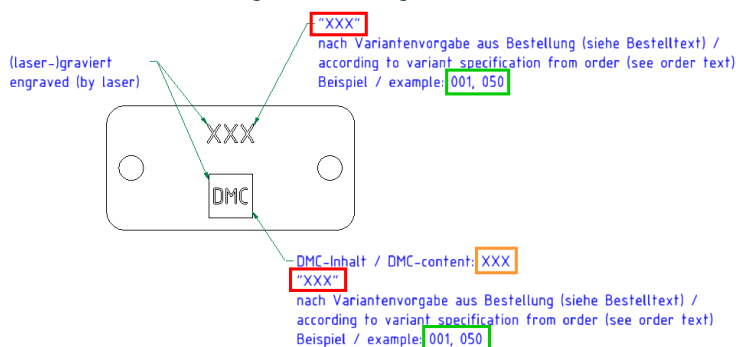 "XXX"
nach Variantenvorgabe aus Bestellung (siehe Bestelltext) /
according to variant specification from order (see order text)
Beispiel / example: 001, 050
(laser-)graviert
engraved (by laser)
XXX
DMC
DMC-Inhalt / DMC-content: XXX
"XXX"
nach Variantenvorgabe aus Bestellung (siehe Bestelltext) /
according to variant specification from order (see order text)
Beispiel / example: 001, 050